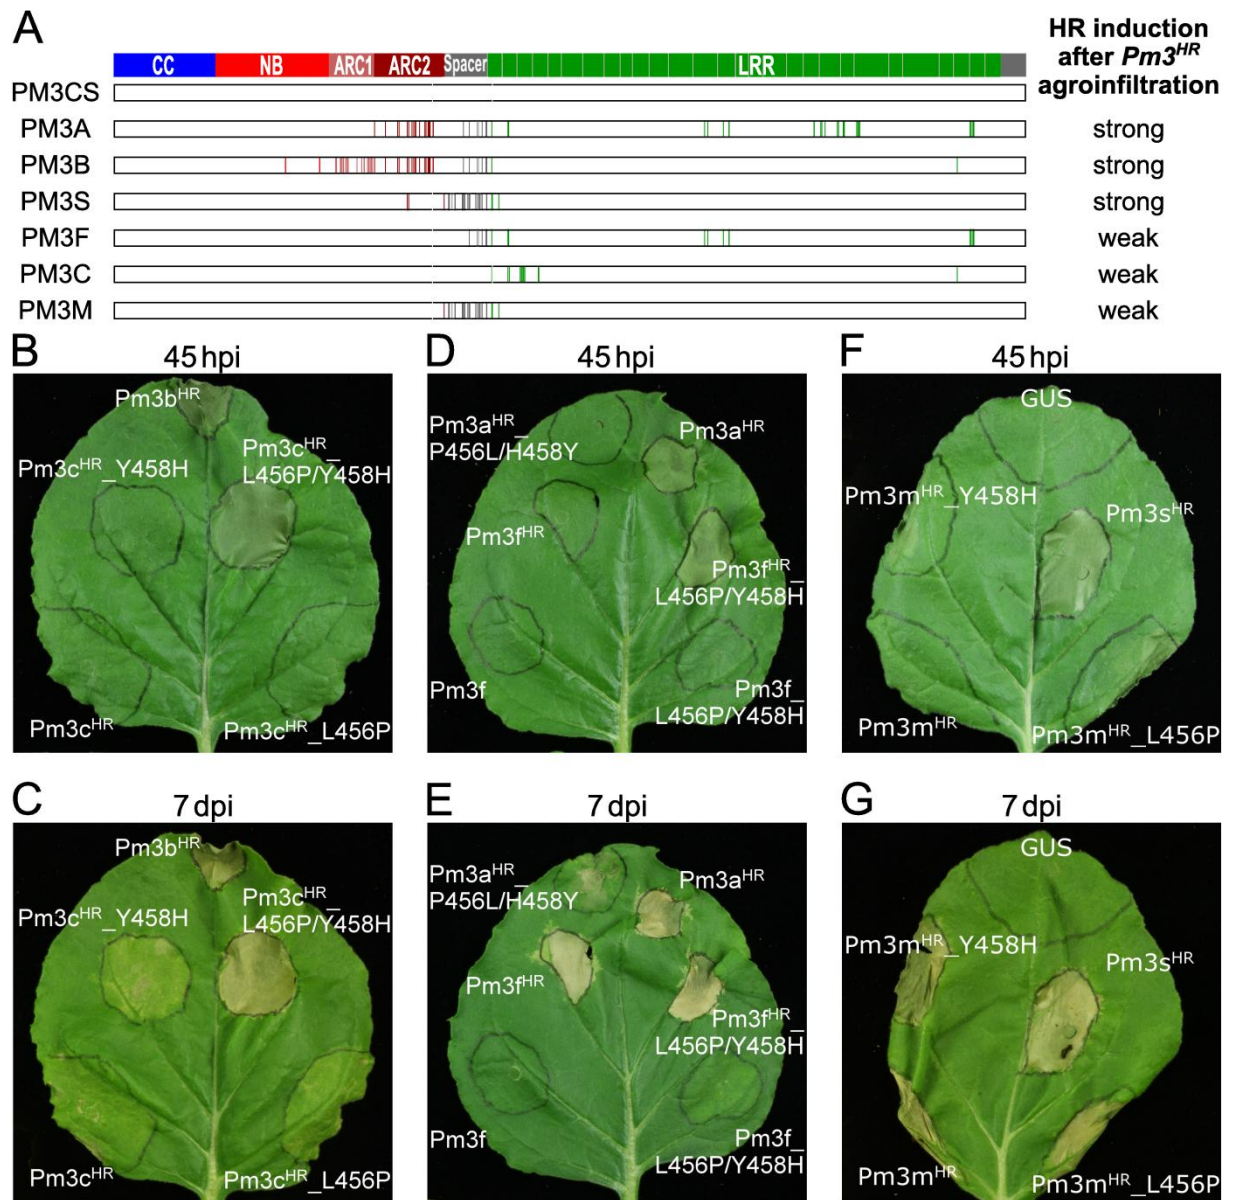 A
CC NB ARC1 ARC2 Spacer LRR
HR induction
after Pm3HR
agroinfiltration
PM3CS
PM3A strong
PM3B strong
PM3S strong
PM3F weak
PM3C weak
PM3M weak
B
45 hpi
Pm3bHR
Pm3cHR_
L456P/Y458H
Pm3cHR_Y458H
Pm3cHR
Pm3cHR_L456P
D
45 hpi
Pm3aHR_
P456L/H458Y
Pm3aHR
Pm3fHR
Pm3fHR_
L456P/Y458H
Pm3f
Pm3f_
L456P/Y458H
F
45 hpi
GUS
Pm3mHR_Y458H
Pm3sHR
Pm3mHR
Pm3mHR_L456P
C
7 dpi
Pm3bHR
Pm3cHR_
L456P/Y458H
Pm3cHR_Y458H
Pm3cHR
Pm3cHR_L456P
E
7 dpi
Pm3aHR_
P456L/H458Y
Pm3aHR
Pm3fHR
Pm3fHR_
L456P/Y458H
Pm3f
Pm3f_
L456P/Y458H
G
7 dpi
GUS
Pm3mHR_Y458H
Pm3sHR
Pm3mHR
Pm3mHR_L456P